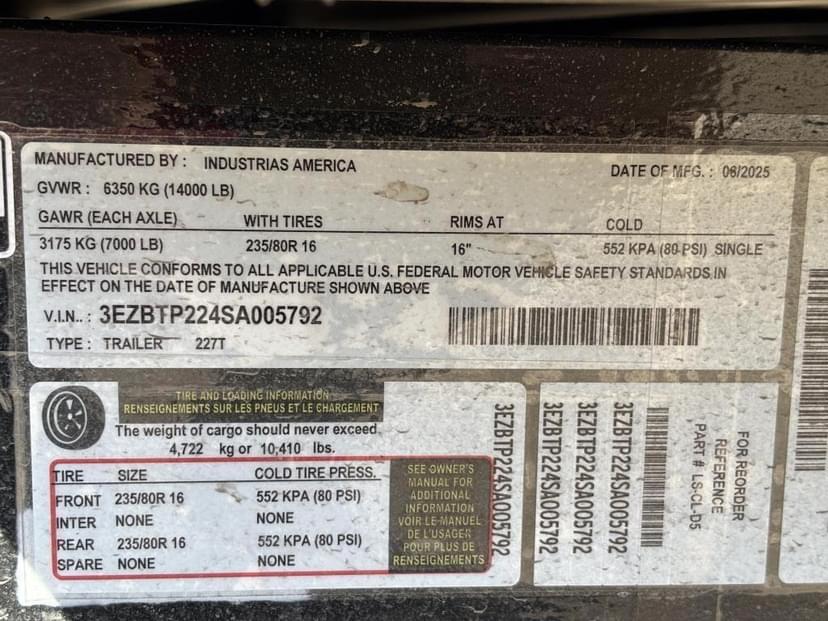 MANUFACTURED BY : INDUSTRIAS AMERICA
DATE OF MFG. : 06/2025
GVWR : 6350 KG (14000 LB)
GAWR (EACH AXLE) WITH TIRES RIMS AT COLD
3175 KG (7000 LB) 235/80R 16 16" 552 KPA (80 PSI) SINGLE
THIS VEHICLE CONFORMS TO ALL APPLICABLE U.S. FEDERAL MOTOR VEHICLE SAFETY STANDARDS IN
EFFECT ON THE DATE OF MANUFACTURE SHOWN ABOVE
V.I.N.. : 3EZBTP224SA005792
TYPE : TRAILER 227T
TIRE AND LOADING INFORMATION
RENSEIGNEMENTS SUR LES PNEUS ET LE CHARGEMENT
The weight of cargo should never exceed
4,722 kg or 10,410 lbs.
TIRE SIZE COLD TIRE PRESS.
FRONT 235/80R 16 552 KPA (80 PSI)
INTER NONE NONE
REAR 235/80R 16 552 KPA (80 PSI)
SPARE NONE NONE
SEE OWNER'S
MANUAL FOR
ADDITIONAL
INFORMATION
VOIR LE MANUEL
DE L'USAGER
POUR PLUS DE
RENSEIGNEMENTS
3EZBTP224SA005792
3EZBTP224SA005792
3EZBTP224SA005792
3EZBTP224SA005792
FOR REORDER
REFERENCE
PART # LS-CL-D5